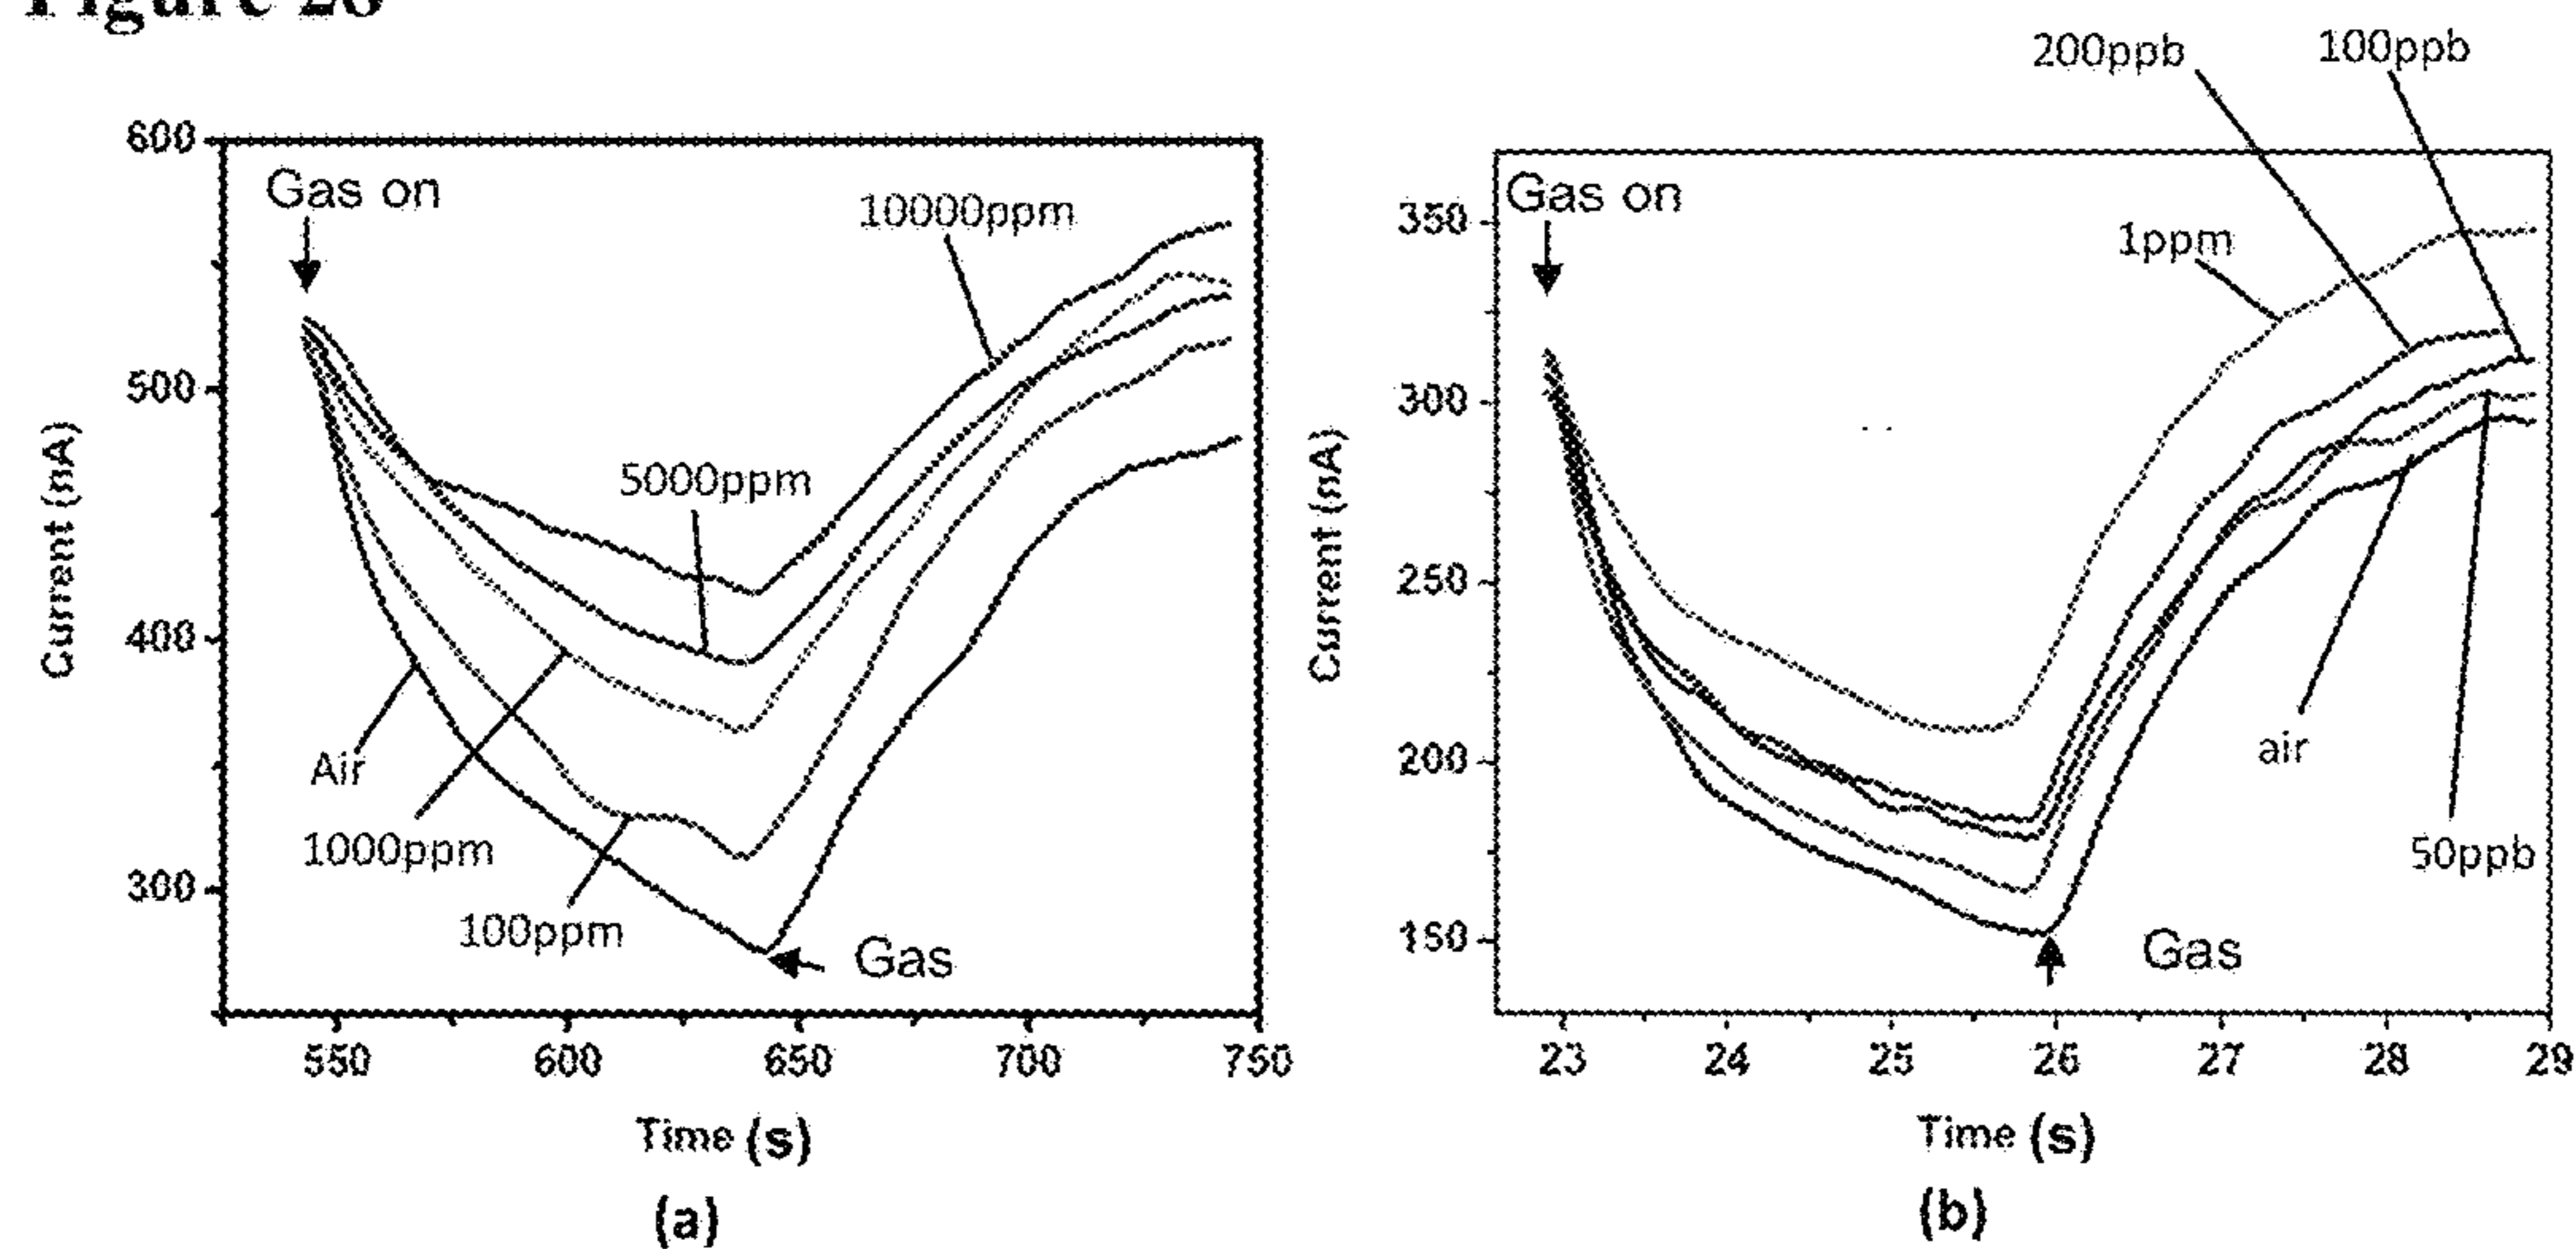 Figure 28
600
500
400
300
Current (nA)
Gas on
10000ppm
5000ppm
Air
1000ppm
100ppm
Gas
550
600
650
700
750
Time (s)
(a)
200ppb
100ppb
Gas on
1ppm
350
300
250
200
150
Current (nA)
air
50ppb
Gas
23
24
25
26
27
28
29
Time (s)
(b)